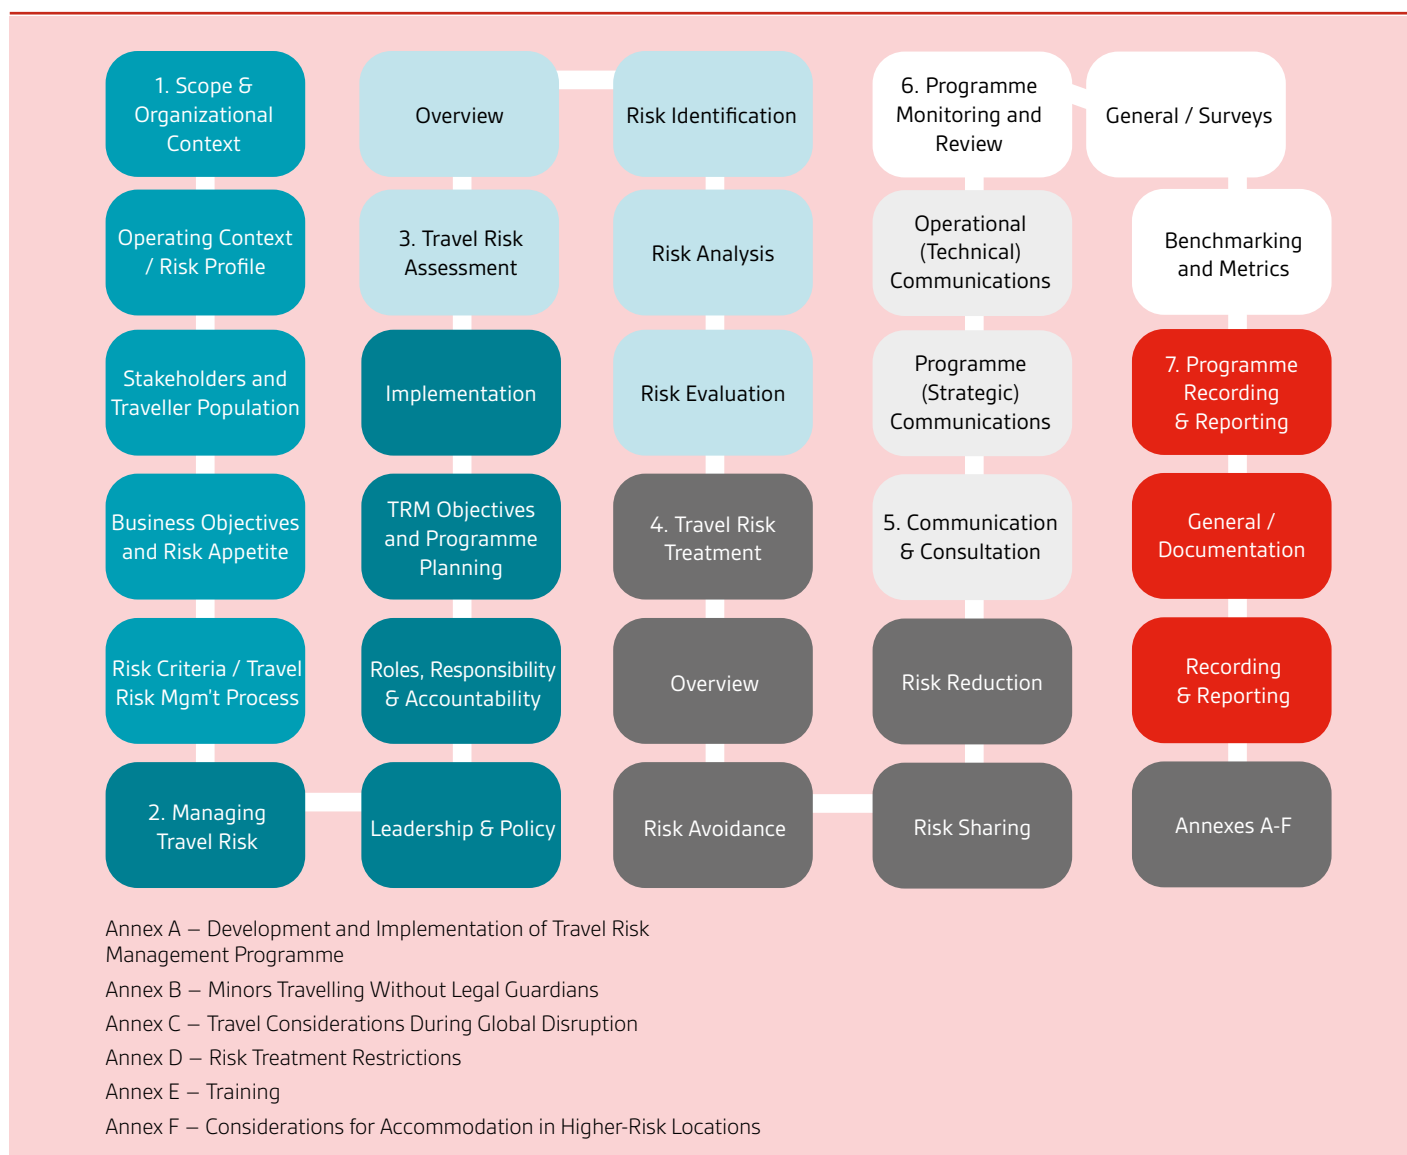 1. Scope &
Organizational
Context
Operating Context
/ Risk Profile
Stakeholders and
Traveller Population
Business Objectives
and Risk Appetite
Risk Criteria / Travel
Risk Mgm't Process
2. Managing
Travel Risk
Leadership & Policy
Roles, Responsibility
& Accountability
TRM Objectives
and Programme
Planning
Implementation
3. Travel Risk
Assessment
Overview
Risk Identification
Risk Analysis
Risk Evaluation
4. Travel Risk
Treatment
Overview
Risk Avoidance
Risk Sharing
Risk Reduction
5. Communication
& Consultation
Programme
(Strategic)
Communications
Operational
(Technical)
Communications
6. Programme
Monitoring and
Review
General / Surveys
Benchmarking
and Metrics
7. Programme
Recording
& Reporting
General /
Documentation
Recording
& Reporting
Annexes A-F
Annex A – Development and Implementation of Travel Risk
Management Programme
Annex B – Minors Travelling Without Legal Guardians
Annex C – Travel Considerations During Global Disruption
Annex D – Risk Treatment Restrictions
Annex E – Training
Annex F – Considerations for Accommodation in Higher-Risk Locations